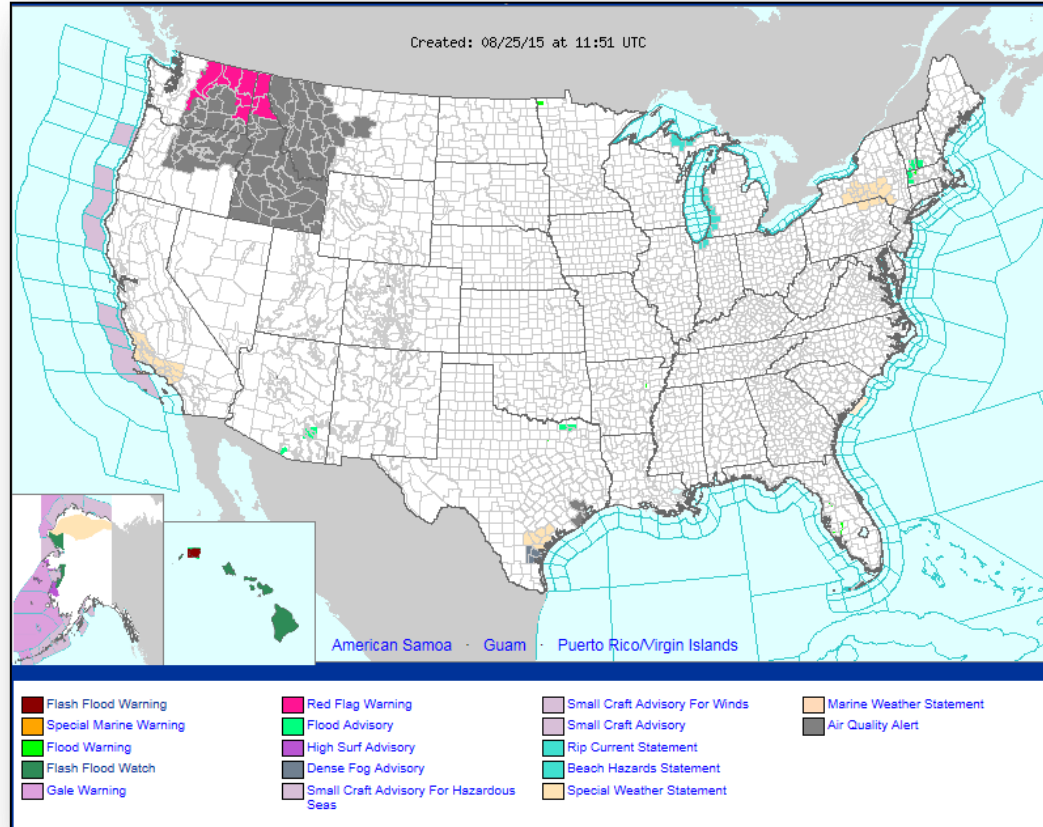 Created: 08/25/15 at 11:51 UTC
American Samoa · Guam · Puerto Rico/Virgin Islands
Flash Flood Warning
Special Marine Warning
Flood Warning
Flash Flood Watch
Gale Warning
Red Flag Warning
Flood Advisory
High Surf Advisory
Dense Fog Advisory
Small Craft Advisory For Hazardous
Seas
Small Craft Advisory For Winds
Small Craft Advisory
Rip Current Statement
Beach Hazards Statement
Special Weather Statement
Marine Weather Statement
Air Quality Alert